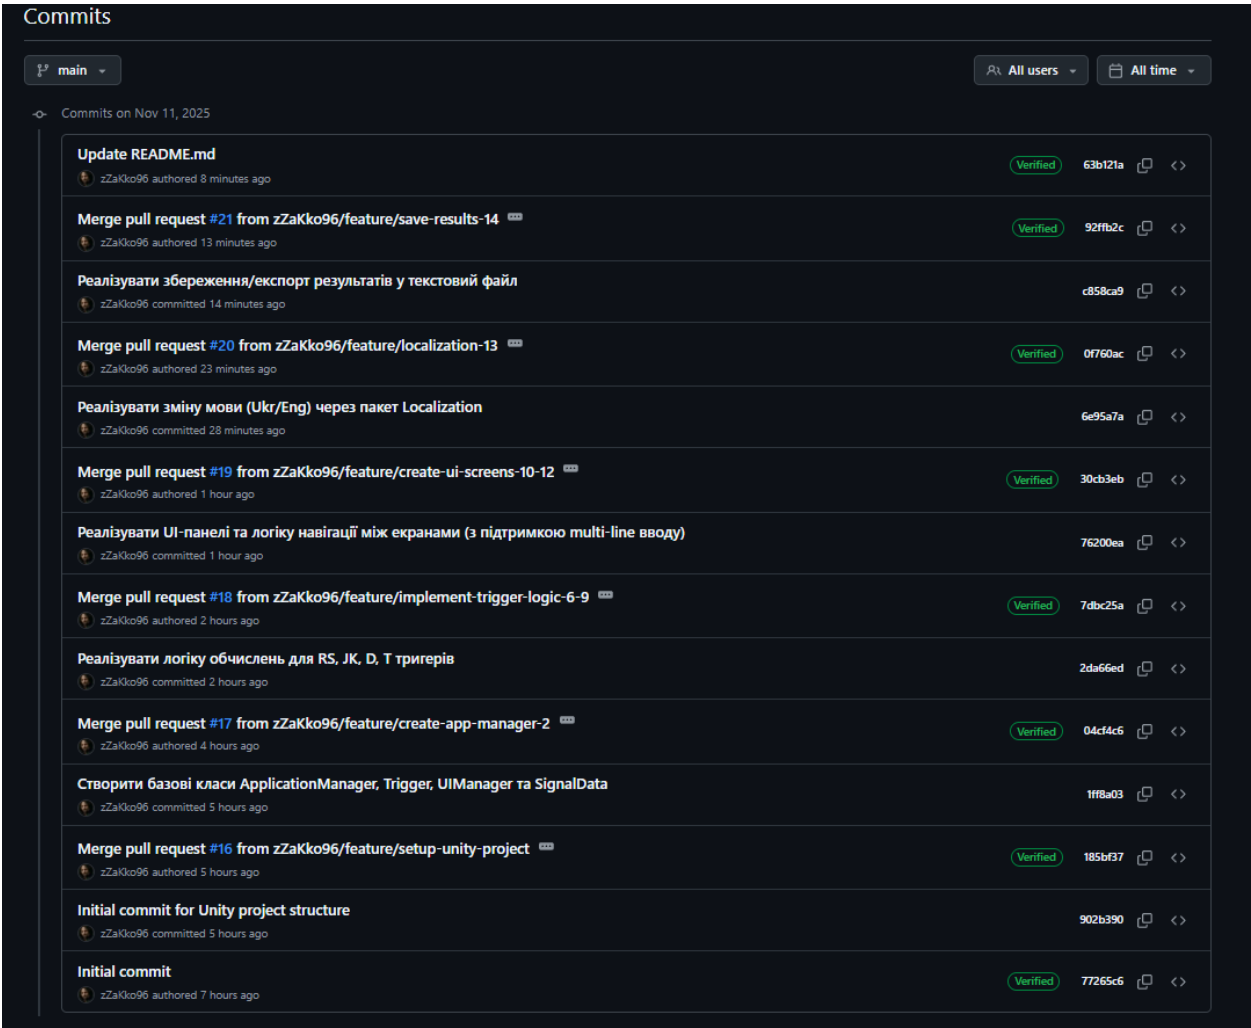 Commits
main
All users
All time
Commits on Nov 11, 2025
Update README.md
Verified
63b121a
zZaKko96 authored 8 minutes ago
Merge pull request #21 from zZaKko96/feature/save-results-14
Verified
92ffb2c
zZaKko96 authored 13 minutes ago
Реалізувати збереження/експорт результатів у текстовий файл
c858ca9
zZaKko96 committed 14 minutes ago
Merge pull request #20 from zZaKko96/feature/localization-13
Verified
0f760ac
zZaKko96 authored 23 minutes ago
Реалізувати зміну мови (Ukr/Eng) через пакет Localization
6e95a7a
zZaKko96 committed 28 minutes ago
Merge pull request #19 from zZaKko96/feature/create-ui-screens-10-12
Verified
30cb3eb
zZaKko96 authored 1 hour ago
Реалізувати UI-панелі та логіку навігації між екранами (з підтримкою multi-line вводу)
76200ea
zZaKko96 committed 1 hour ago
Merge pull request #18 from zZaKko96/feature/implement-trigger-logic-6-9
Verified
7dbc25a
zZaKko96 authored 2 hours ago
Реалізувати логіку обчислень для RS, JK, D, T тригерів
2da66ed
zZaKko96 committed 2 hours ago
Merge pull request #17 from zZaKko96/feature/create-app-manager-2
Verified
04cf4c6
zZaKko96 authored 4 hours ago
Створити базові класи ApplicationManager, Trigger, UIManager та SignalData
1ff8a03
zZaKko96 committed 5 hours ago
Merge pull request #16 from zZaKko96/feature/setup-unity-project
Verified
185bf37
zZaKko96 authored 5 hours ago
Initial commit for Unity project structure
902b390
zZaKko96 committed 5 hours ago
Initial commit
Verified
77265c6
zZaKko96 authored 7 hours ago